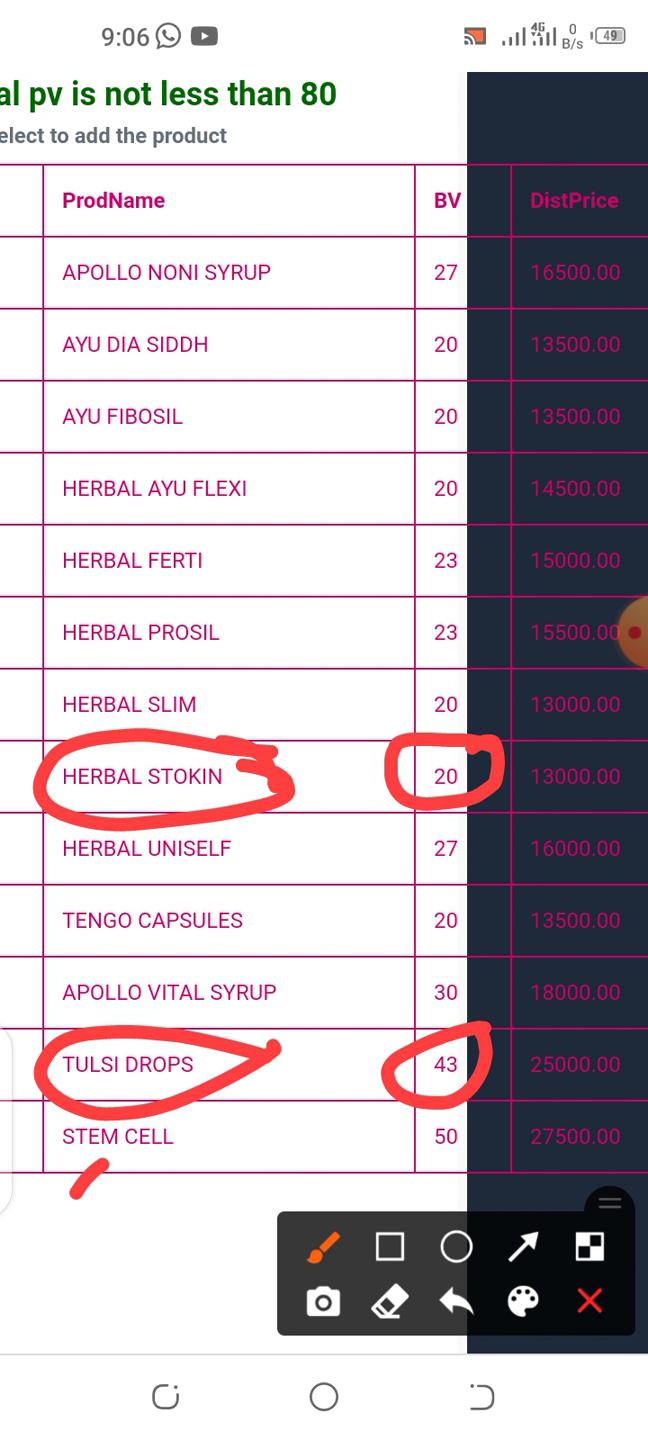 9:06
4G
0
B/s
49
al pv is not less than 80
elect to add the product
ProdName BV DistPrice
APOLLO NONI SYRUP 27 16500.00
AYU DIA SIDDH 20 13500.00
AYU FIBOSIL 20 13500.00
HERBAL AYU FLEXI 20 14500.00
HERBAL FERTI 23 15000.00
HERBAL PROSIL 23 15500.00
HERBAL SLIM 20 13000.00
HERBAL STOKIN 20 13000.00
HERBAL UNISELF 27 16000.00
TENGO CAPSULES 20 13500.00
APOLLO VITAL SYRUP 30 18000.00
TULSI DROPS 43 25000.00
STEM CELL 50 27500.00